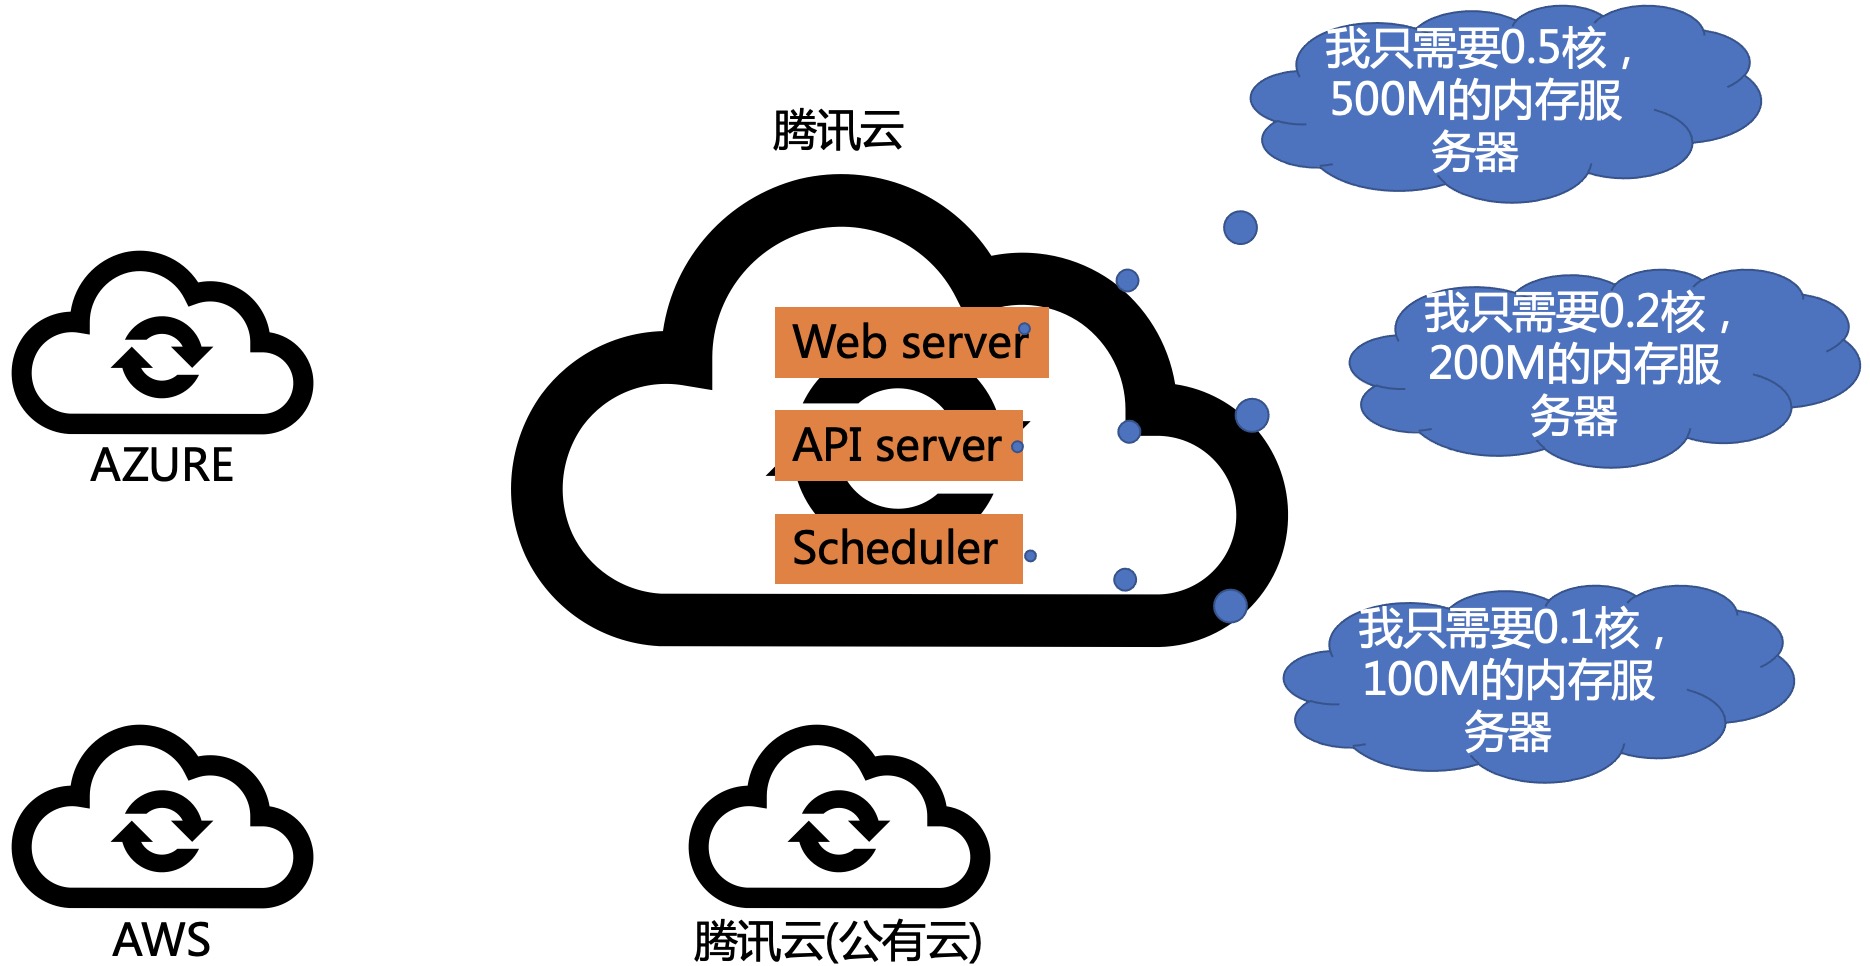 腾讯云
我只需要0.5核，
500M的内存服
务器
Web server
我只需要0.2核，
200M的内存服
务器
API server
AZURE
Scheduler
我只需要0.1核，
100M的内存服
务器
AWS
腾讯云(公有云)